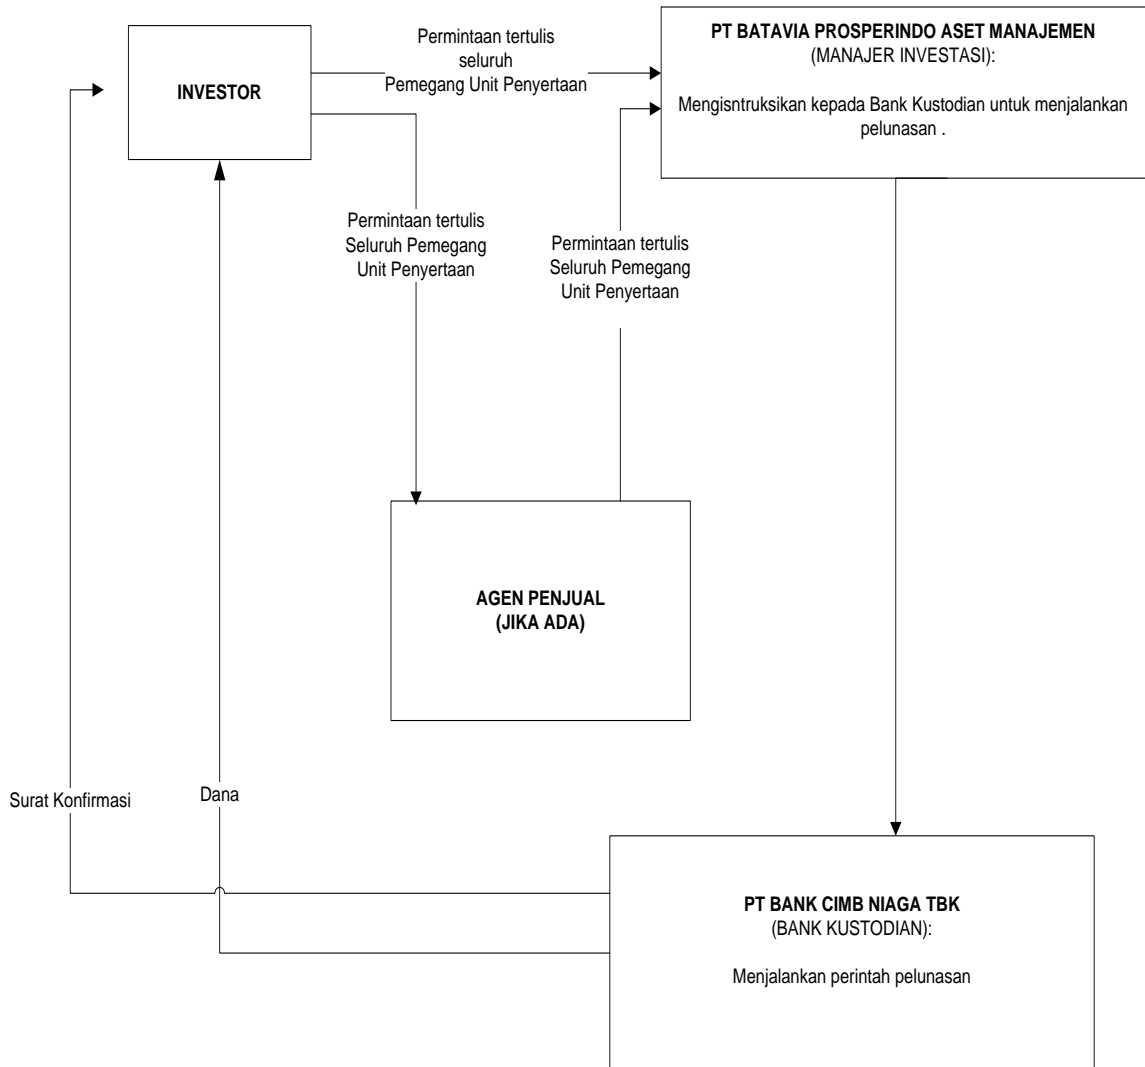 Permintaan tertulis
seluruh
Pemegang Unit Penyertaan
PT BATAVIA PROSPERINDO ASET MANAJEMEN
(MANAJER INVESTASI):
Mengisntruksikan kepada Bank Kustodian untuk menjalankan
pelunasan .
INVESTOR
Permintaan tertulis
Seluruh Pemegang
Unit Penyertaan
Permintaan tertulis
Seluruh Pemegang
Unit Penyertaan
AGEN PENJUAL
(JIKA ADA)
Surat Konfirmasi
Dana
PT BANK CIMB NIAGA TBK
(BANK KUSTODIAN):
Menjalankan perintah pelunasan